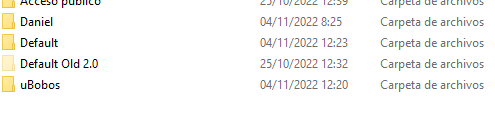 Acceso público 25/10/2022 12:39 Carpeta de archivos
Daniel 04/11/2022 8:25 Carpeta de archivos
Default 04/11/2022 12:23 Carpeta de archivos
Default Old 2.0 25/10/2022 12:32 Carpeta de archivos
uBobos 04/11/2022 12:20 Carpeta de archivos